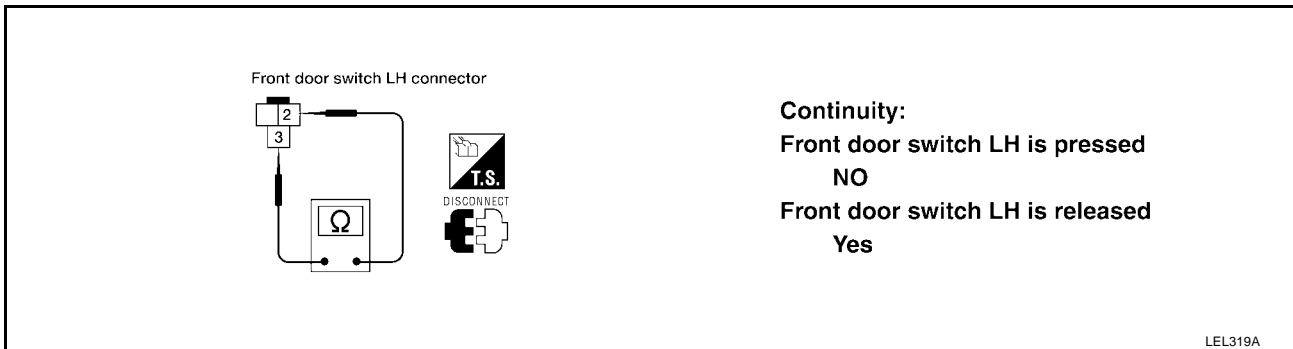 Front door switch LH connector
2
3
T.S.
DISCONNECT
Ω
Continuity:
Front door switch LH is pressed
NO
Front door switch LH is released
Yes
LEL319A